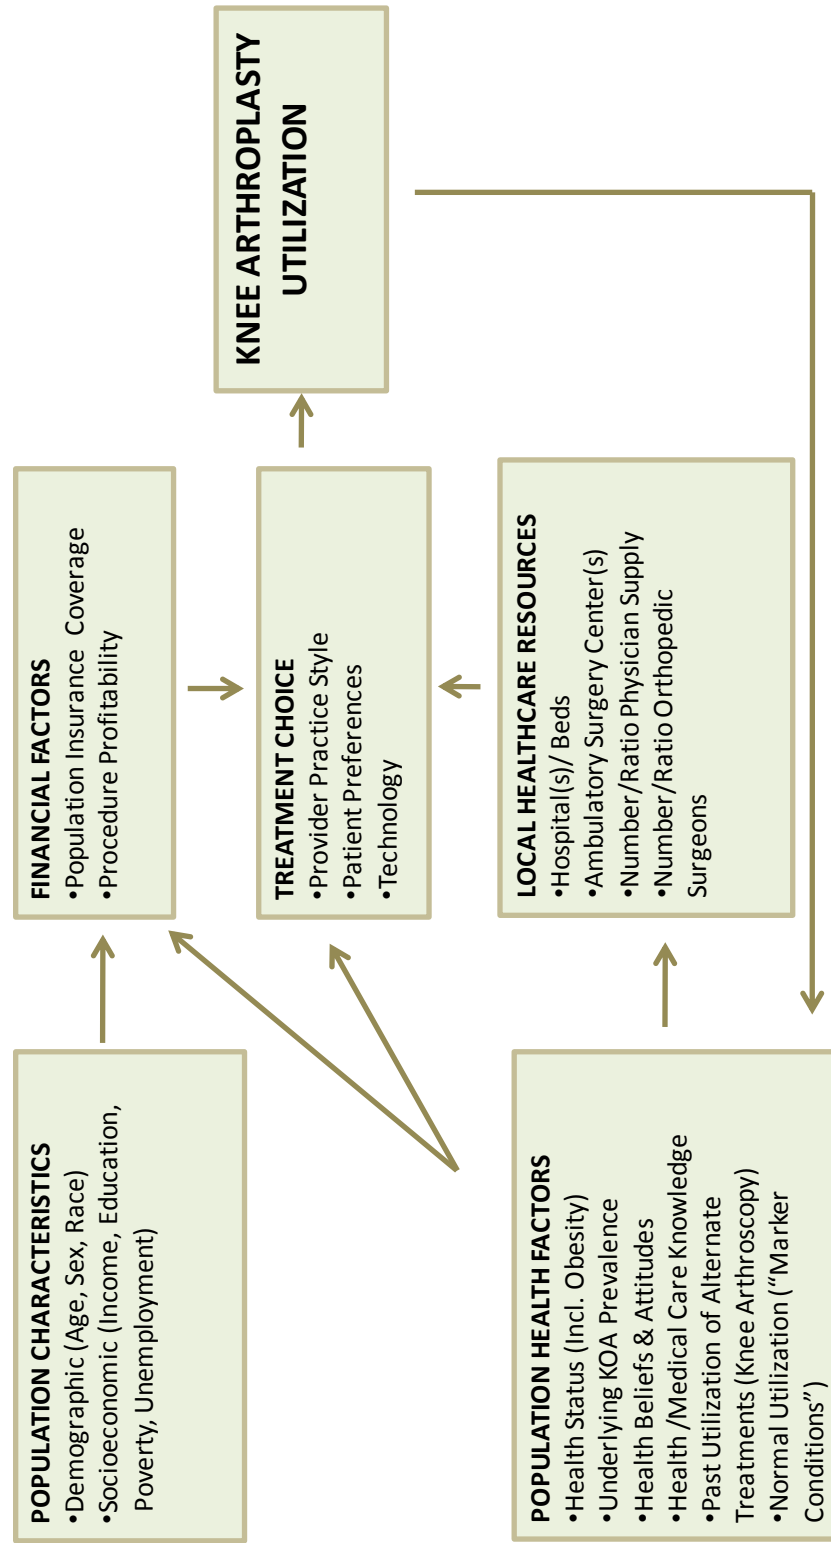 POPULATION CHARACTERISTICS
•Demographic (Age, Sex, Race)
•Socioeconomic (Income, Education,
Poverty, Unemployment)
POPULATION HEALTH FACTORS
•Health Status (Incl. Obesity)
•Underlying KOA Prevalence
•Health Beliefs & Attitudes
•Health /Medical Care Knowledge
•Past Utilization of Alternate
Treatments (Knee Arthroscopy)
•Normal Utilization ("Marker
Conditions")
FINANCIAL FACTORS
•Population Insurance Coverage
•Procedure Profitability
TREATMENT CHOICE
•Provider Practice Style
•Patient Preferences
•Technology
LOCAL HEALTHCARE RESOURCES
•Hospital(s)/ Beds
•Ambulatory Surgery Center(s)
•Number/Ratio Physician Supply
•Number/Ratio Orthopedic
Surgeons
KNEE ARTHROPLASTY
UTILIZATION